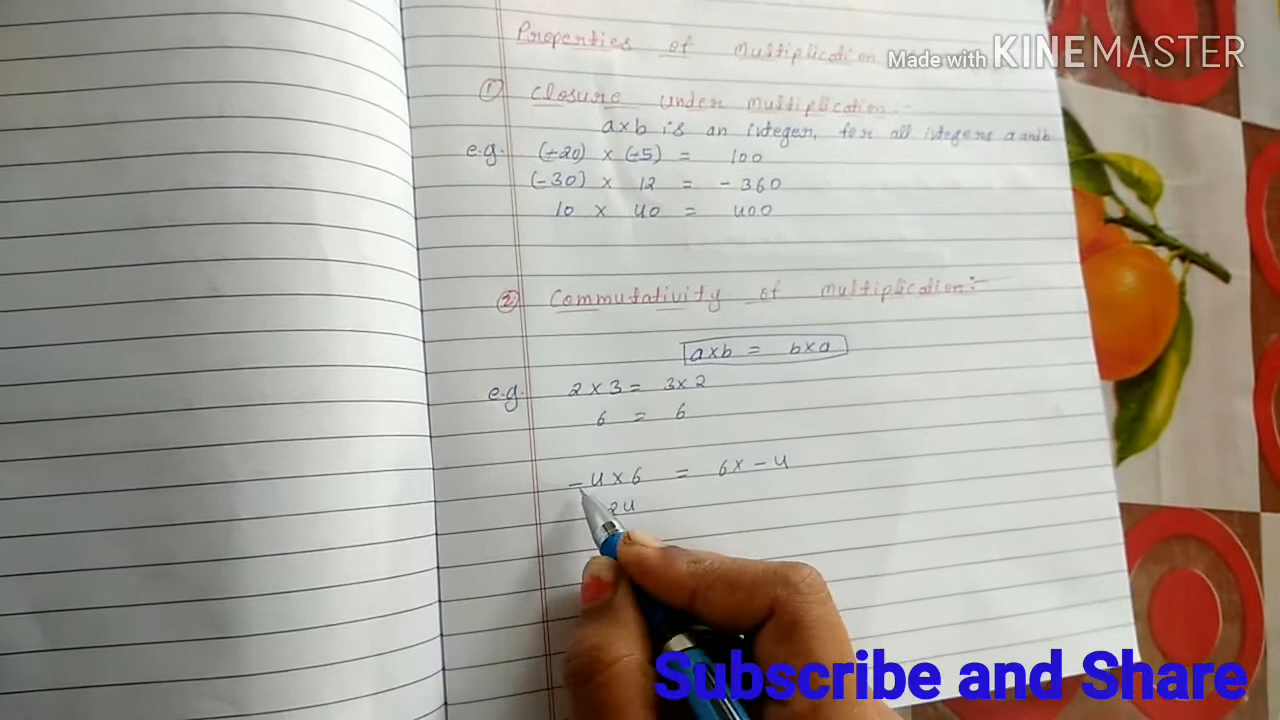 Properties of multiplication
Made with KINEMASTER
① Closure under multiplication:-
a×b is an integer, for all integers a and b
e.g. (-20) × (-5) = 100
(-30) × 12 = -360
10 × 40 = 400
② Commutativity of multiplication:-
a×b = b×a
e.g. 2×3 = 3×2
6 = 6
-4×6 = 6×-4
24
Subscribe and Share